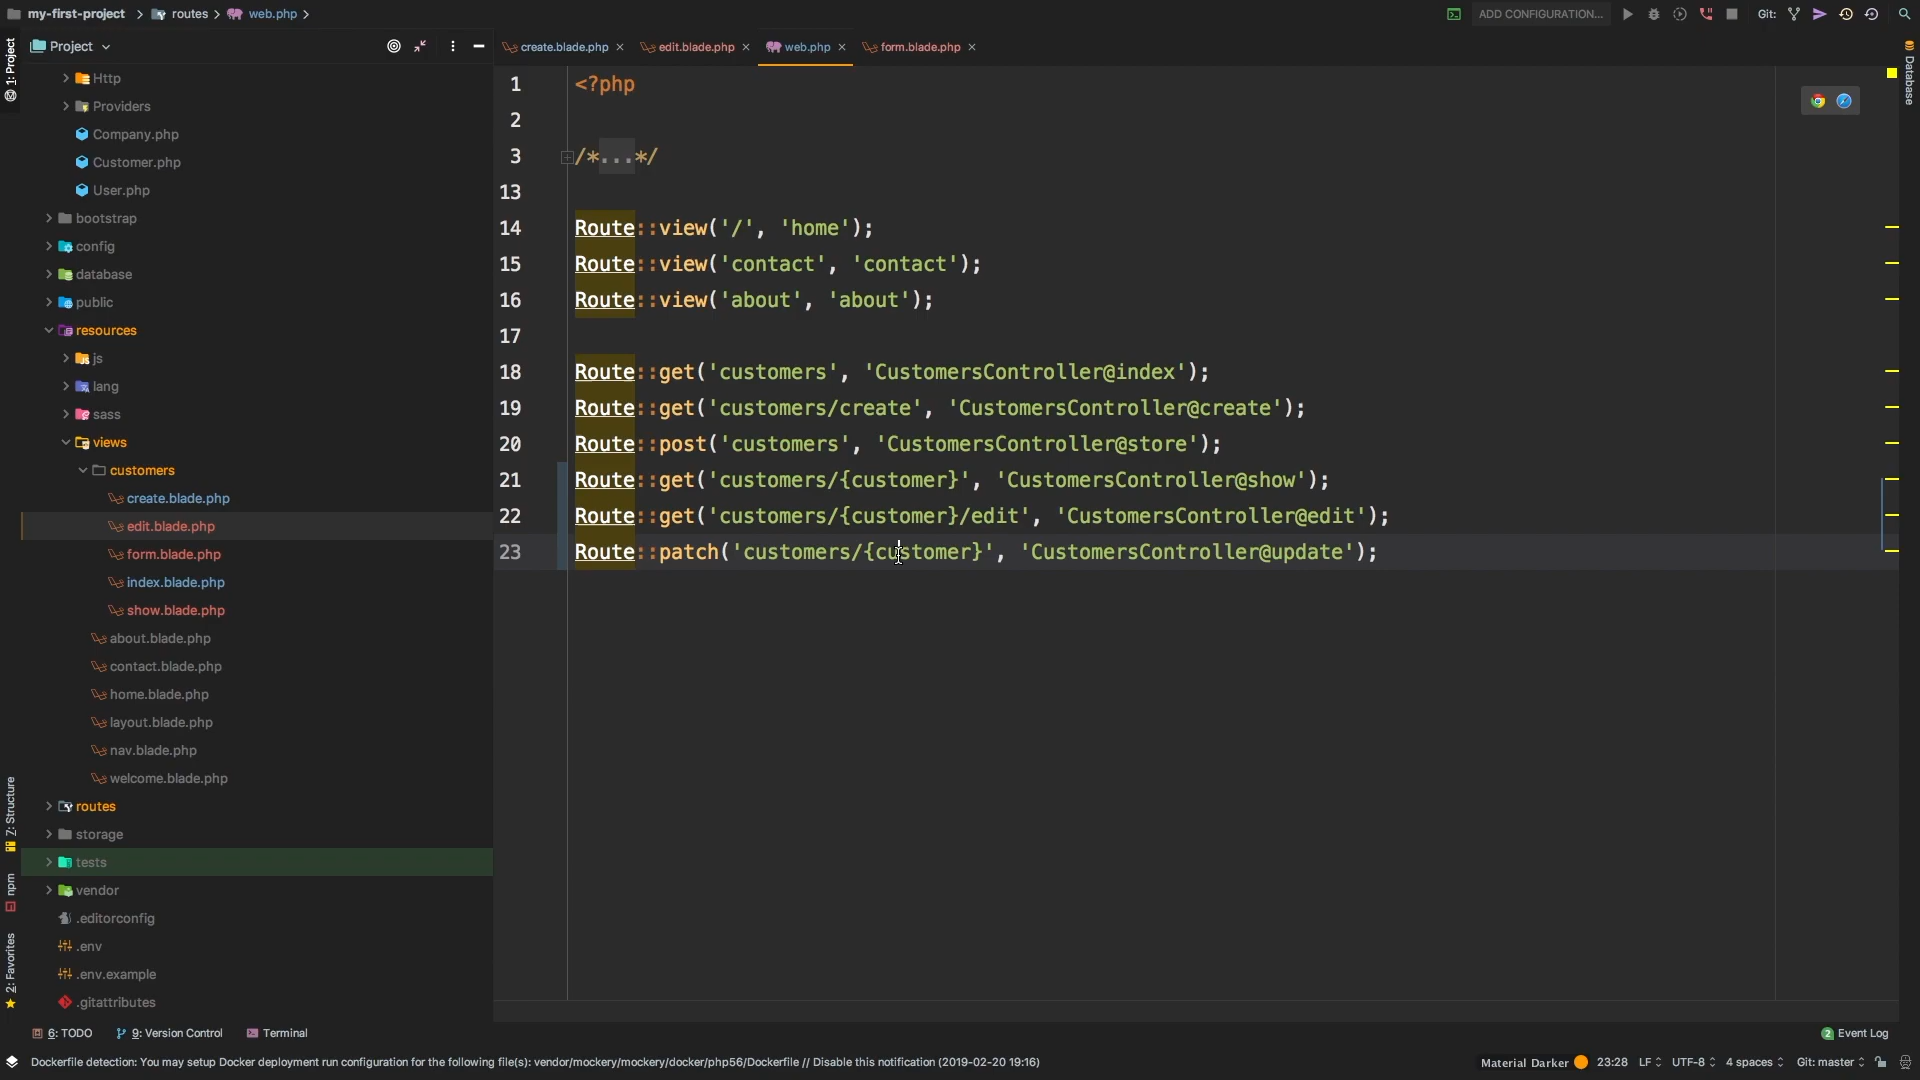 my-first-project
routes
web.php
ADD CONFIGURATION...
Git:
1: Project
Project
create.blade.php
edit.blade.php
web.php
form.blade.php
Database
Http
Providers
Company.php
Customer.php
User.php
bootstrap
config
database
public
resources
js
lang
sass
views
customers
create.blade.php
edit.blade.php
form.blade.php
index.blade.php
show.blade.php
about.blade.php
contact.blade.php
home.blade.php
layout.blade.php
nav.blade.php
welcome.blade.php
routes
storage
tests
vendor
.editorconfig
.env
.env.example
.gitattributes
Z: Structure
npm
2: Favorites
1 <?php
2
3 /*...*/
13
14 Route::view('/', 'home');
15 Route::view('contact', 'contact');
16 Route::view('about', 'about');
17
18 Route::get('customers', 'CustomersController@index');
19 Route::get('customers/create', 'CustomersController@create');
20 Route::post('customers', 'CustomersController@store');
21 Route::get('customers/{customer}', 'CustomersController@show');
22 Route::get('customers/{customer}/edit', 'CustomersController@edit');
23 Route::patch('customers/{customer}', 'CustomersController@update');
6: TODO
9: Version Control
Terminal
2 Event Log
Dockerfile detection: You may setup Docker deployment run configuration for the following file(s): vendor/mockery/mockery/docker/php56/Dockerfile // Disable this notification (2019-02-20 19:16)
Material Darker
23:28
LF
UTF-8
4 spaces
Git: master